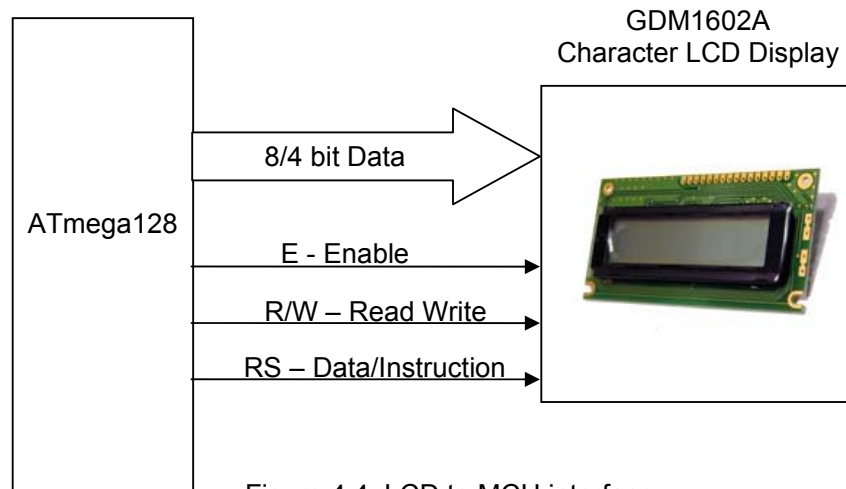 GDM1602A
Character LCD Display
8/4 bit Data
ATmega128
E - Enable
R/W – Read Write
RS – Data/Instruction